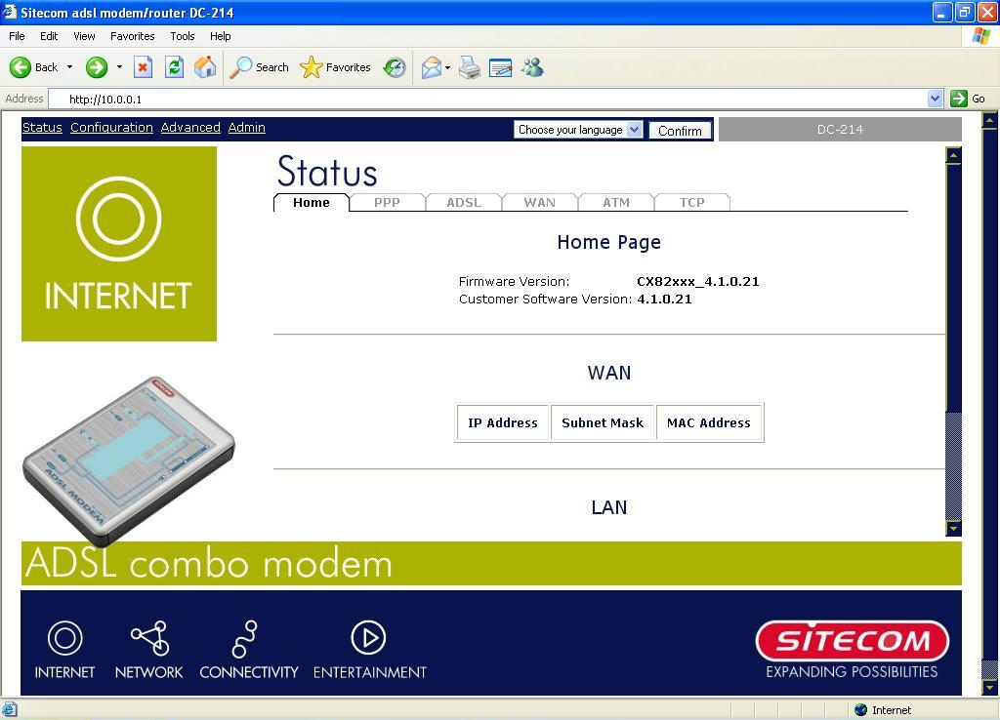 Sitecom adsl modem/router DC-214
File Edit View Favorites Tools Help
Back Search Favorites
Address http://10.0.0.1 Go
Status Configuration Advanced Admin Choose your language Confirm DC-214
INTERNET
Status
Home PPP ADSL WAN ATM TCP
Home Page
Firmware Version: CX82xxx_4.1.0.21
Customer Software Version: 4.1.0.21
WAN
IP Address Subnet Mask MAC Address
LAN
SITECOM
ADSL MODEM
ADSL combo modem
INTERNET NETWORK CONNECTIVITY ENTERTAINMENT
SITECOM
EXPANDING POSSIBILITIES
Internet